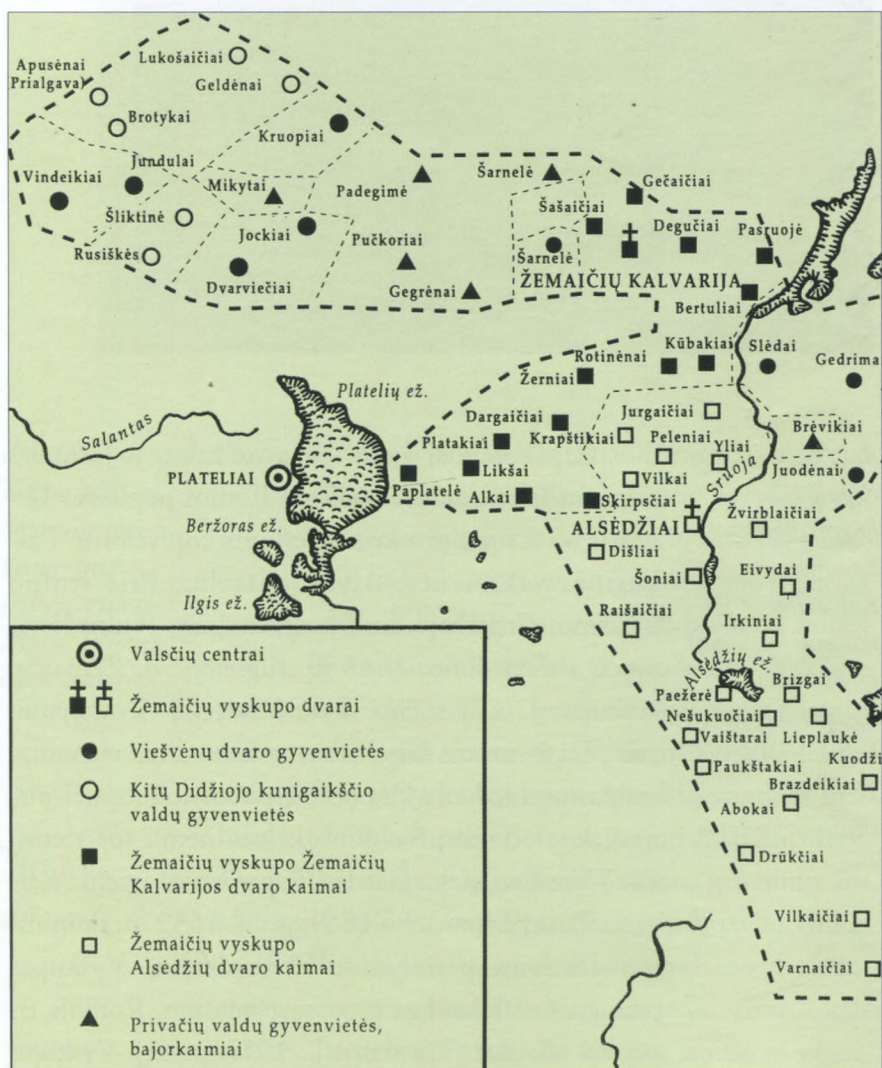 Lukošaičiai
Apusėnai
(Prialgava)
Geldėnai
Brotykai
Kruopiai
Jundulai
Vindeikiai
Mikytai
Padegimė
Šarnelė
Gečaičiai
Šašaičiai
Šliktinė
Jockiai
Pučkoriai
Degučiai
Pasruojė
Rusiškės
Šarnelė
Dvarviečiai
Gegrėnai
ŽEMAIČIŲ KALVARIJA
Bertuliai
Rotinėnai
Kūbakiai
Slėdai
Gedrima
Žerniai
Platelių ež.
Jurgaičiai
Salantas
Dargaičiai
Krapštikiai
Brėvikiai
Platakiai
Peleniai
Yliai
PLATELIAI
Likšai
Vilkai
Sruoja
Juodėnai
Paplatelė
Alkai
Skirpsčiai
Beržoras ež.
ALSĖDŽIAI
Žvirblaičiai
Dišliai
Šoniai
Eivydai
Ilgis ež.
Raišaičiai
Irkiniai
Alsėdžių ež.
Paežerė
Brizgai
Nešukuočiai
Vaištarai
Lieplaukė
Kuodži
Paukštakiai
Brazdeikiai
Abokai
Drūkčiai
Vilkaičiai
Varnaičiai
Valsčių centrai
Žemaičių vyskupo dvarai
Viešvėnų dvaro gyvenvietės
Kitų Didžiojo kunigaikščio
valdų gyvenvietės
Žemaičių vyskupo Žemaičių
Kalvarijos dvaro kaimai
Žemaičių vyskupo
Alsėdžių dvaro kaimai
Privačių valdų gyvenvietės,
bajorkaimiai